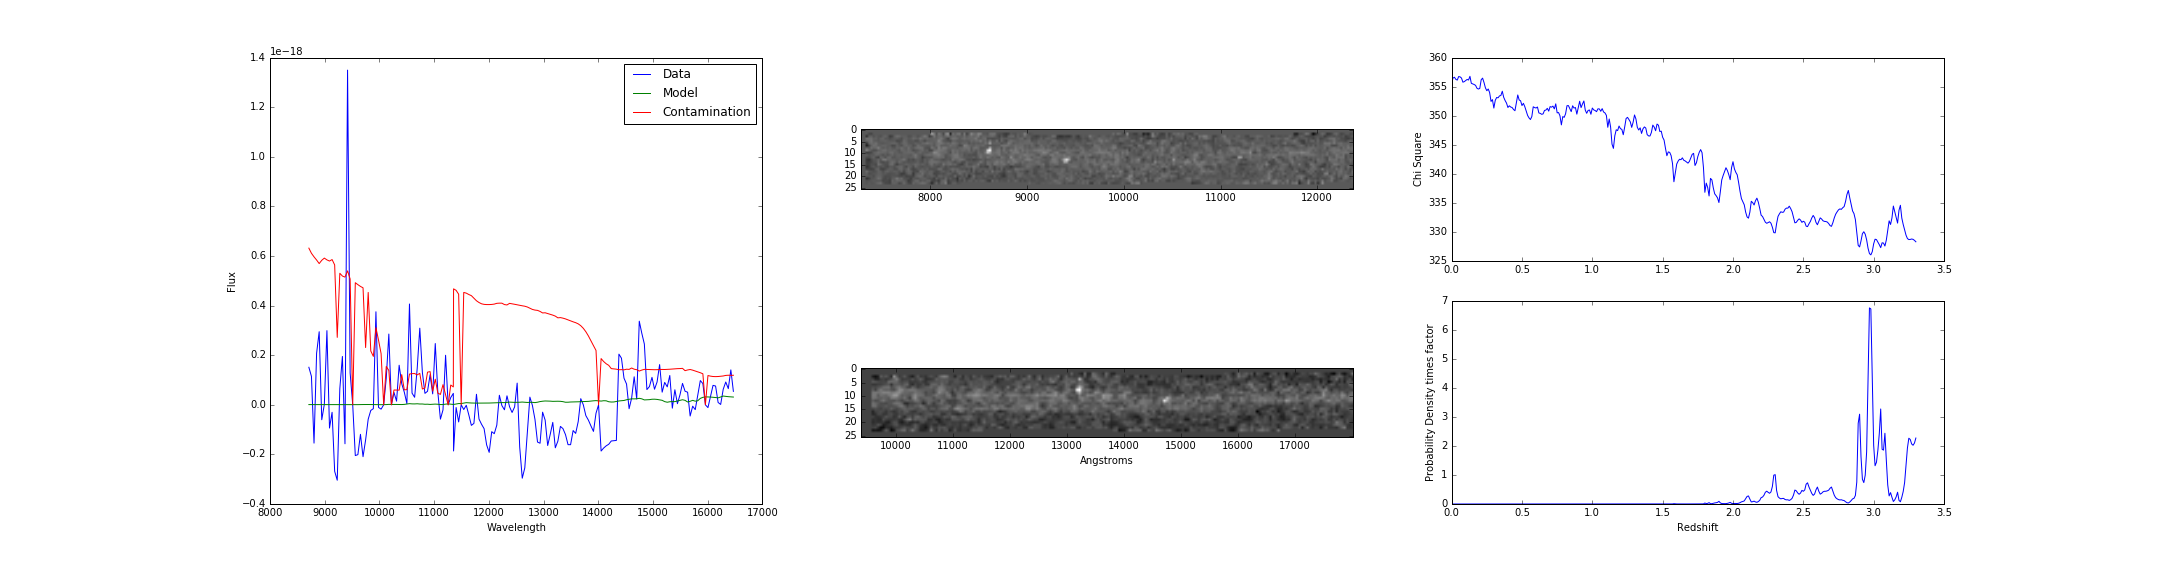 1e−18
1.4
1.2
1.0
0.8
0.6
0.4
0.2
0.0
−0.2
−0.4
Flux
8000 9000 10000 11000 12000 13000 14000 15000 16000 17000
Wavelength
Data
Model
Contamination
0
5
10
15
20
25
8000 9000 10000 11000 12000
0
5
10
15
20
25
10000 11000 12000 13000 14000 15000 16000 17000
Angstroms
360
355
350
345
340
335
330
325
Chi Square
0.0 0.5 1.0 1.5 2.0 2.5 3.0 3.5
7
6
5
4
3
2
1
0
Probability Density times factor
0.0 0.5 1.0 1.5 2.0 2.5 3.0 3.5
Redshift